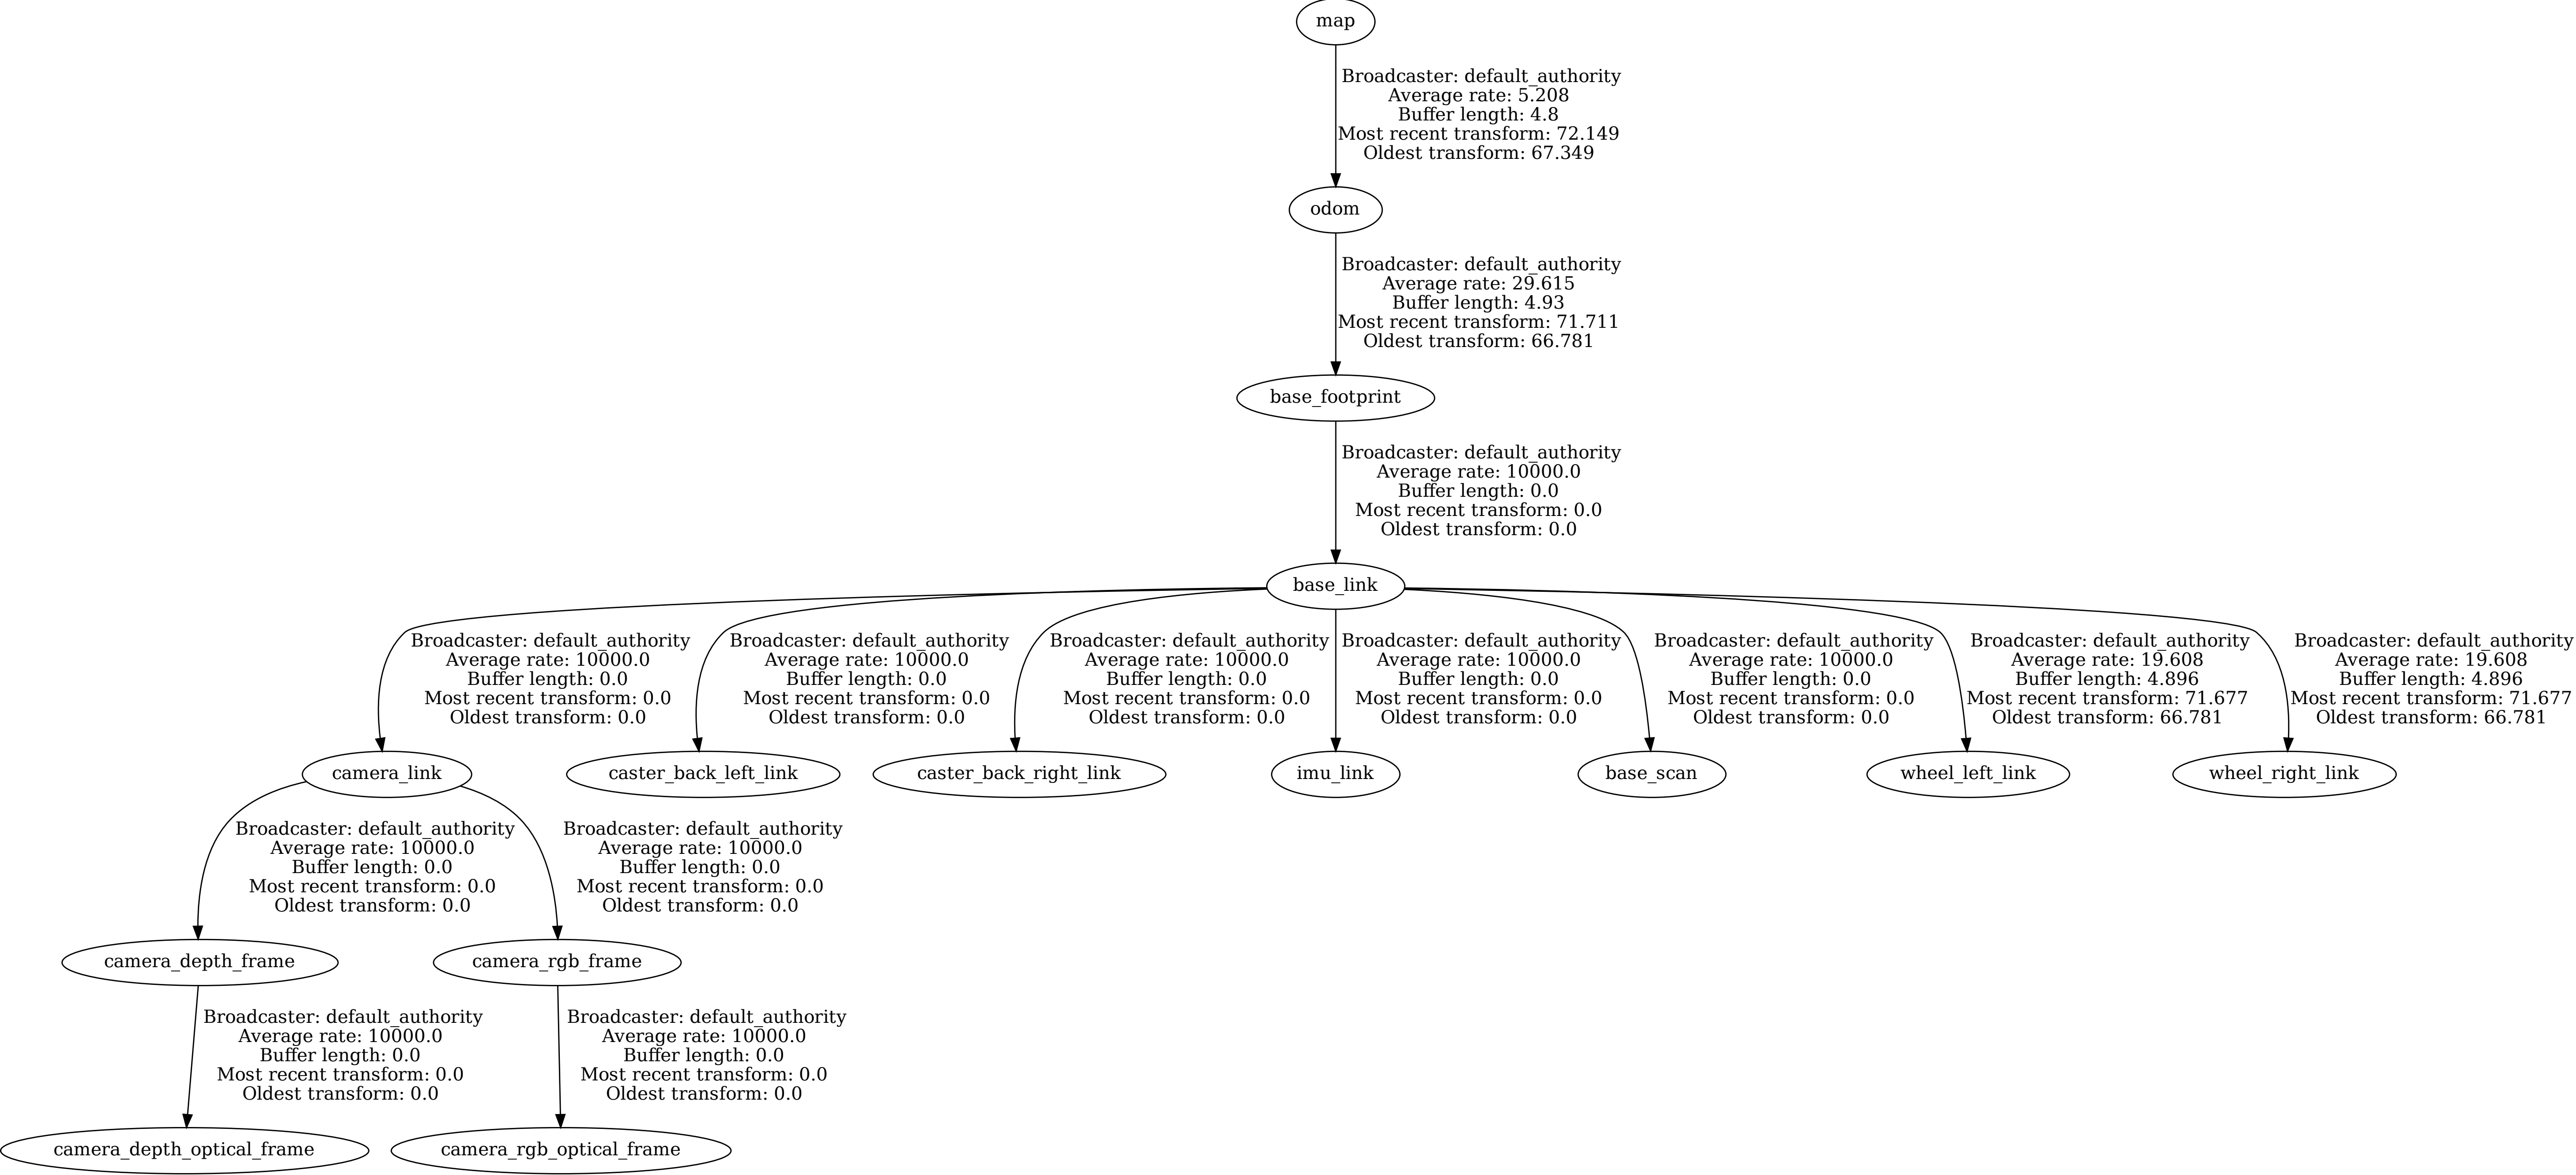 map
Broadcaster: default_authority
Average rate: 5.208
Buffer length: 4.8
Most recent transform: 72.149
Oldest transform: 67.349
odom
Broadcaster: default_authority
Average rate: 29.615
Buffer length: 4.93
Most recent transform: 71.711
Oldest transform: 66.781
base_footprint
Broadcaster: default_authority
Average rate: 10000.0
Buffer length: 0.0
Most recent transform: 0.0
Oldest transform: 0.0
base_link
Broadcaster: default_authority
Average rate: 10000.0
Buffer length: 0.0
Most recent transform: 0.0
Oldest transform: 0.0
Broadcaster: default_authority
Average rate: 10000.0
Buffer length: 0.0
Most recent transform: 0.0
Oldest transform: 0.0
Broadcaster: default_authority
Average rate: 10000.0
Buffer length: 0.0
Most recent transform: 0.0
Oldest transform: 0.0
Broadcaster: default_authority
Average rate: 10000.0
Buffer length: 0.0
Most recent transform: 0.0
Oldest transform: 0.0
Broadcaster: default_authority
Average rate: 10000.0
Buffer length: 0.0
Most recent transform: 0.0
Oldest transform: 0.0
Broadcaster: default_authority
Average rate: 19.608
Buffer length: 4.896
Most recent transform: 71.677
Oldest transform: 66.781
Broadcaster: default_authority
Average rate: 19.608
Buffer length: 4.896
Most recent transform: 71.677
Oldest transform: 66.781
camera_link
caster_back_left_link
caster_back_right_link
imu_link
base_scan
wheel_left_link
wheel_right_link
Broadcaster: default_authority
Average rate: 10000.0
Buffer length: 0.0
Most recent transform: 0.0
Oldest transform: 0.0
Broadcaster: default_authority
Average rate: 10000.0
Buffer length: 0.0
Most recent transform: 0.0
Oldest transform: 0.0
camera_depth_frame
camera_rgb_frame
Broadcaster: default_authority
Average rate: 10000.0
Buffer length: 0.0
Most recent transform: 0.0
Oldest transform: 0.0
Broadcaster: default_authority
Average rate: 10000.0
Buffer length: 0.0
Most recent transform: 0.0
Oldest transform: 0.0
camera_depth_optical_frame
camera_rgb_optical_frame